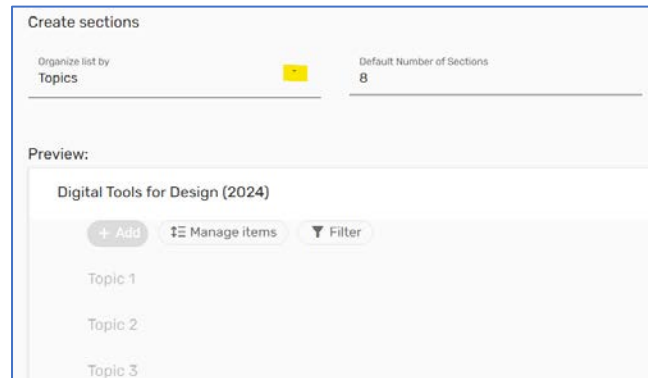 Create sections
Organize list by
Default Number of Sections
Topics
8
Preview:
Digital Tools for Design (2024)
+ Add
Manage items
Filter
Topic 1
Topic 2
Topic 3